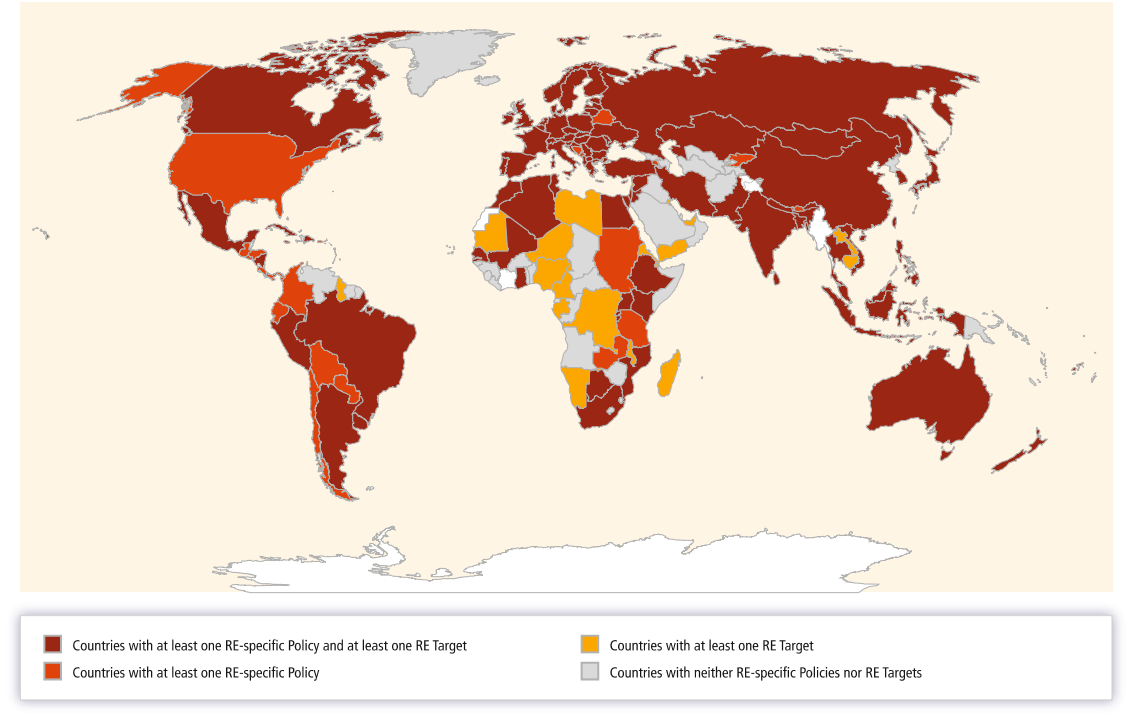 Countries with at least one RE-specific Policy and at least one RE Target
Countries with at least one RE-specific Policy
Countries with at least one RE Target
Countries with neither RE-specific Policies nor RE Targets